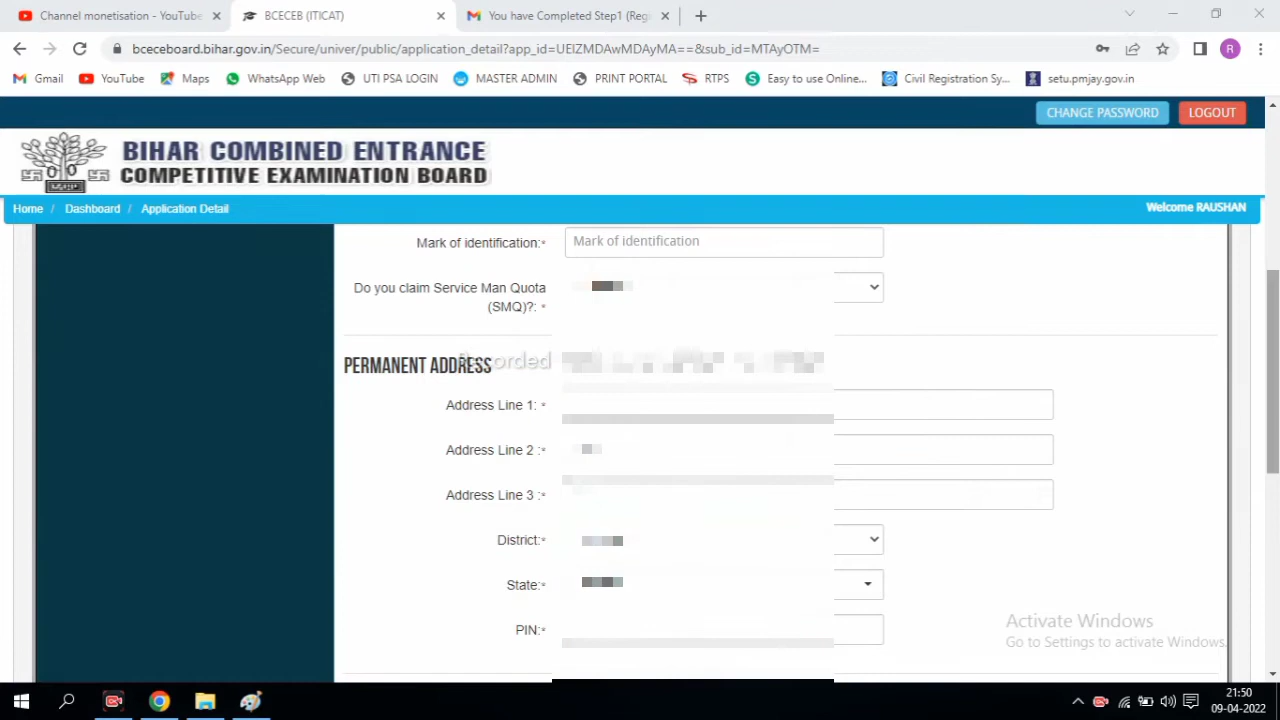 Channel monetisation - YouTube
BCECEB (ITICAT)
You have Completed Step1 (Reg
bceceboard.bihar.gov.in/Secure/univer/public/application_detail?app_id=UElZMDAwMDAyMA==&sub_id=MTAyOTM=
R
Gmail YouTube Maps WhatsApp Web UTI PSA LOGIN MASTER ADMIN PRINT PORTAL RTPS Easy to use Online... Civil Registration Sy... setu.pmjay.gov.in
CHANGE PASSWORD LOGOUT
BIHAR COMBINED ENTRANCE
COMPETITIVE EXAMINATION BOARD
Home / Dashboard / Application Detail
Welcome RAUSHAN
Mark of identification:* Mark of identification
Do you claim Service Man Quota
(SMQ)?: *
PERMANENT ADDRESS
Recorded
Address Line 1: *
Address Line 2 :*
Address Line 3 :*
District:*
State:*
PIN:*
Activate Windows
Go to Settings to activate Windows.
21:50
09-04-2022